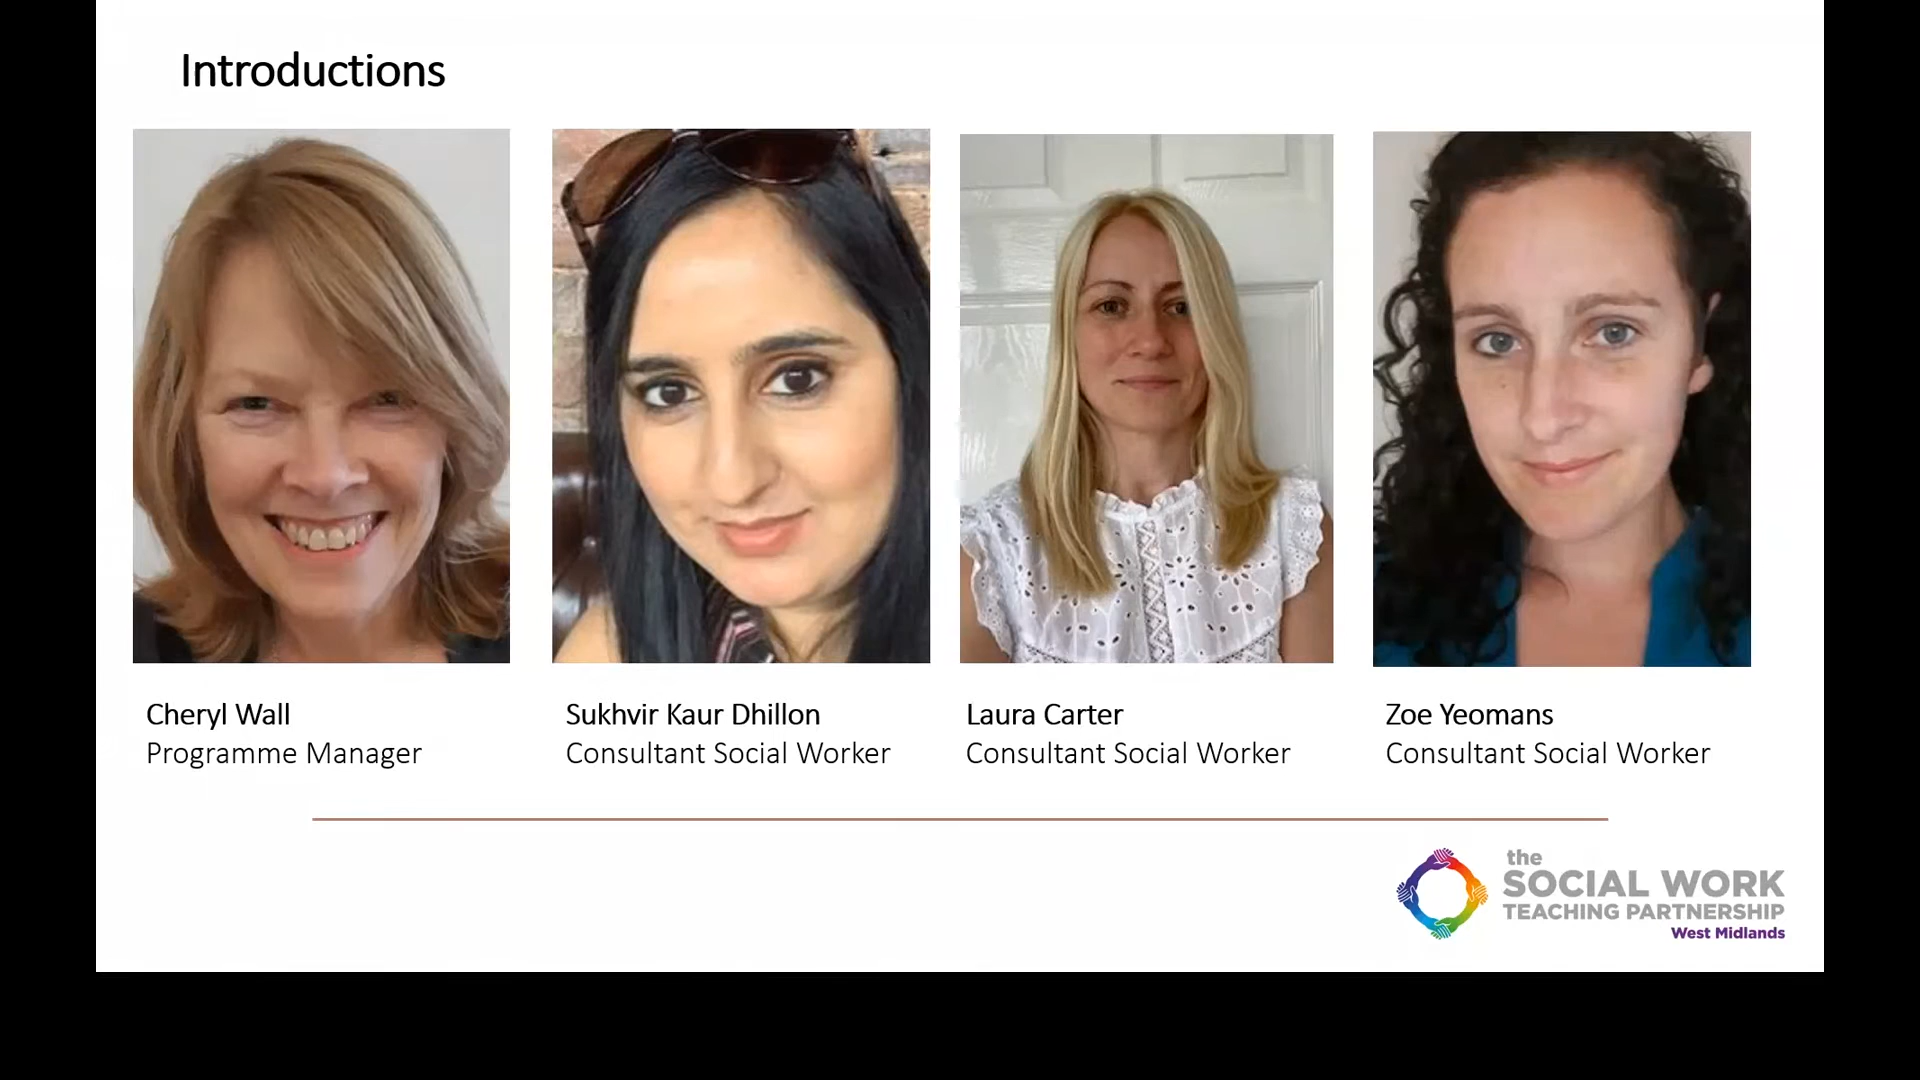 Introductions
Cheryl Wall
Programme Manager
Sukhvir Kaur Dhillon
Consultant Social Worker
Laura Carter
Consultant Social Worker
Zoe Yeomans
Consultant Social Worker
the
SOCIAL WORK
TEACHING PARTNERSHIP
West Midlands